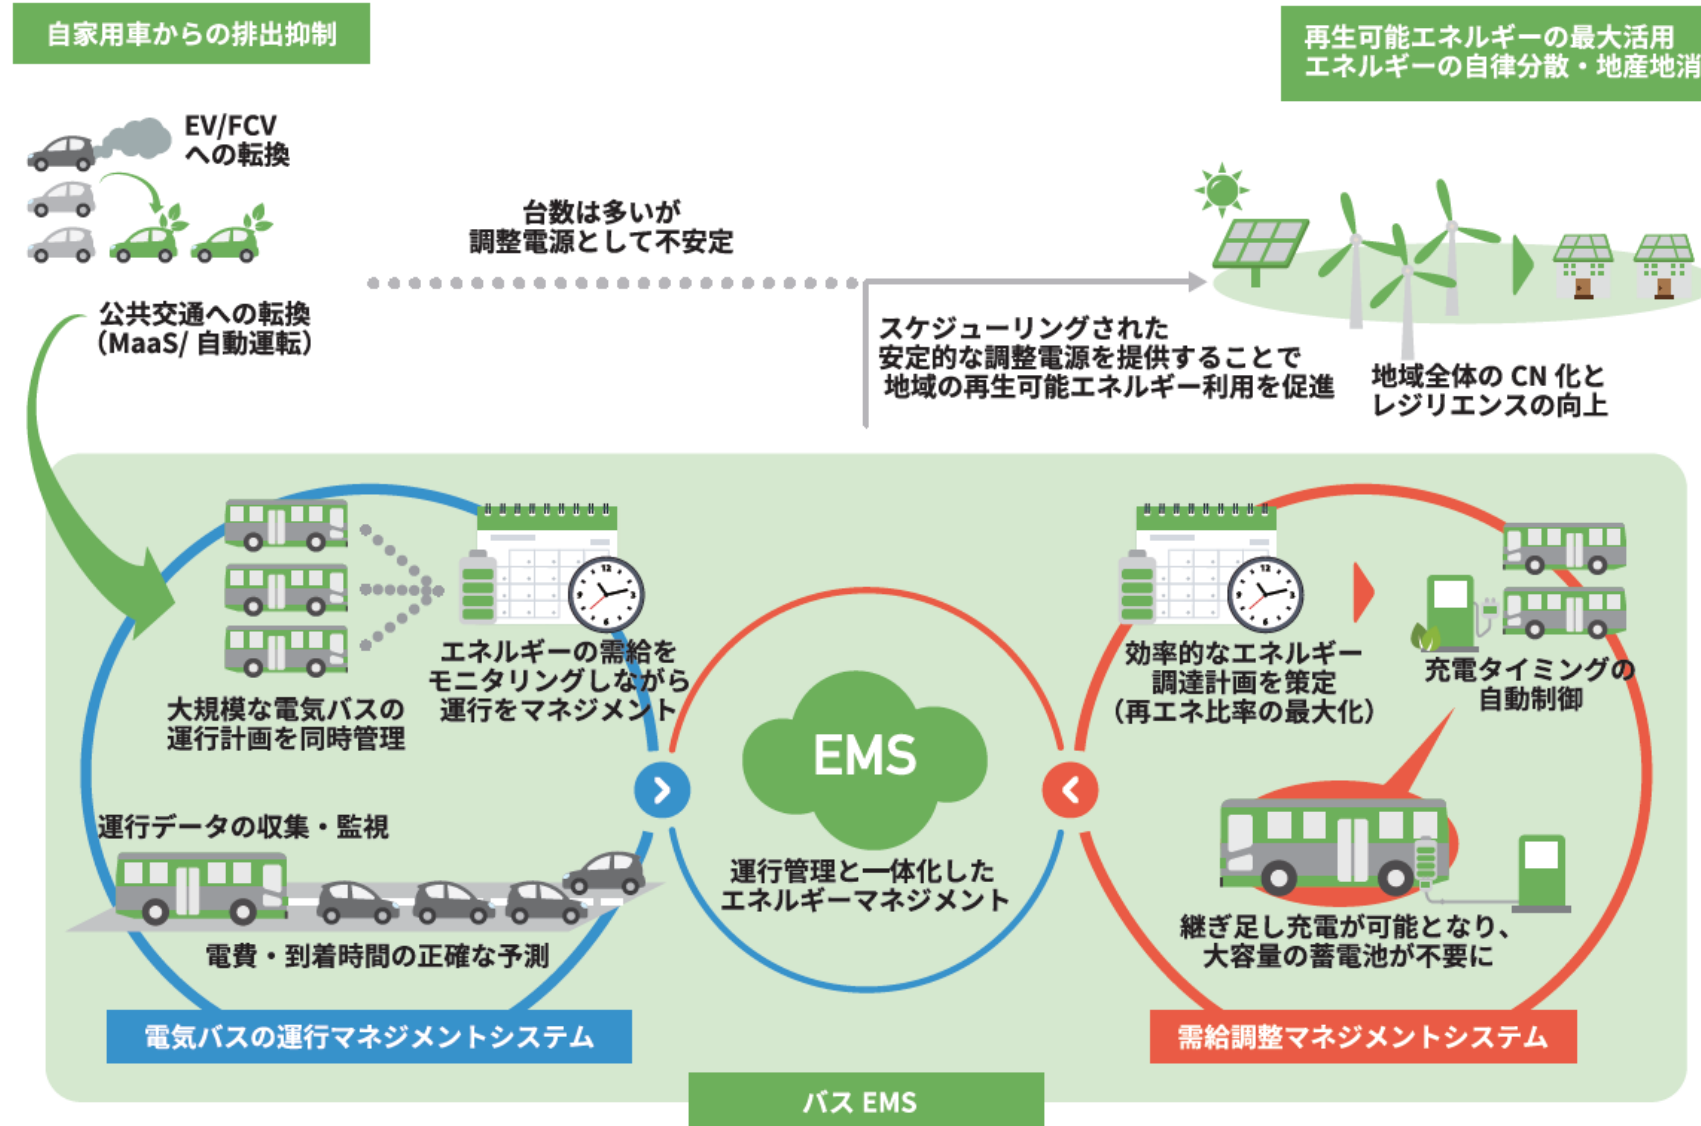 自家用車からの排出抑制
再生可能エネルギーの最大活用
エネルギーの自律分散・地産地消
EV/FCV
への転換
台数は多いが
調整電源として不安定
公共交通への転換
(MaaS/ 自動運転)
スケジューリングされた
安定的な調整電源を提供することで
地域の再生可能エネルギー利用を促進
地域全体の CN 化と
レジリエンスの向上
大規模な電気バスの
運行計画を同時管理
エネルギーの需給を
モニタリングしながら
運行をマネジメント
運行データの収集・監視
電費・到着時間の正確な予測
電気バスの運行マネジメントシステム
EMS
運行管理と一体化した
エネルギーマネジメント
効率的なエネルギー
調達計画を策定
(再エネ比率の最大化)
充電タイミングの
自動制御
継ぎ足し充電が可能となり、
大容量の蓄電池が不要に
需給調整マネジメントシステム
バス EMS